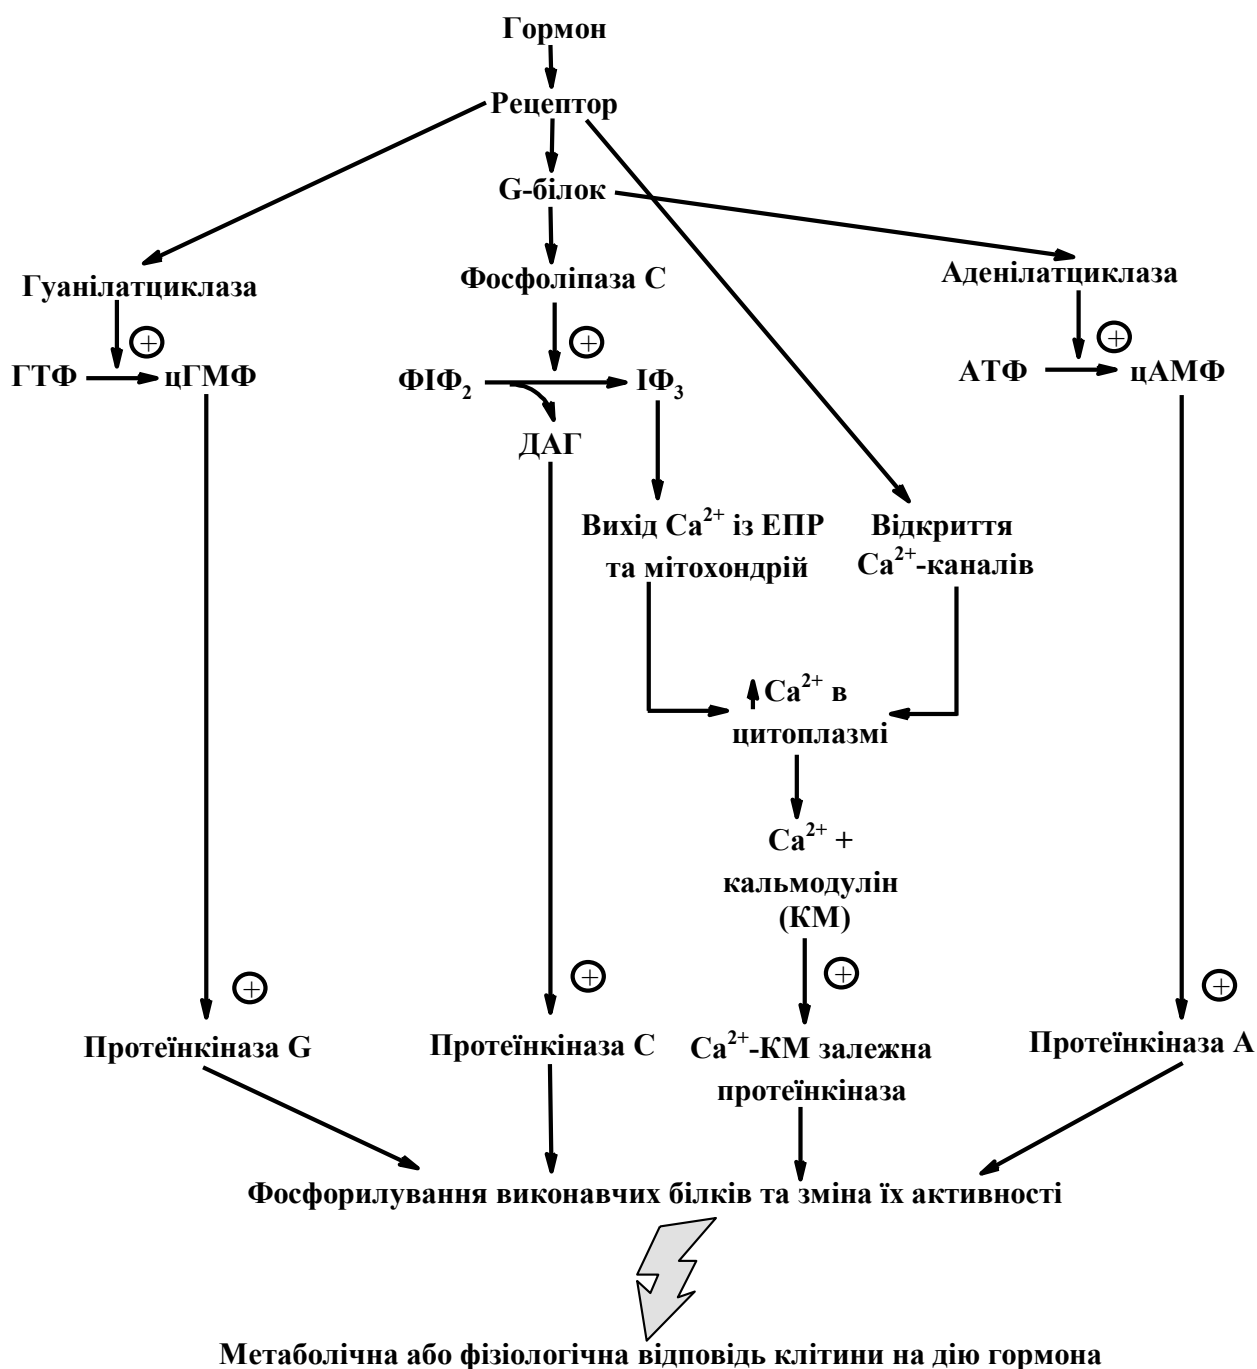 Гормон
Рецептор
G-білок
Гуанілатциклаза
Фосфоліпаза С
Аденілатциклаза
+
+
+
ГТФ
цГМФ
ФІФ₂
ІФ₃
АТФ
цАМФ
ДАГ
Вихід Ca²⁺ із ЕПР
та мітохондрій
Відкриття
Ca²⁺-каналів
Ca²⁺ в
цитоплазмі
Ca²⁺ +
кальмодулін
(КМ)
+
+
+
+
Протеїнкіназа G
Протеїнкіназа С
Ca²⁺-КМ залежна
протеїнкіназа
Протеїнкіназа А
Фосфорилування виконавчих білків та зміна їх активності
Метаболічна або фізіологічна відповідь клітини на дію гормона